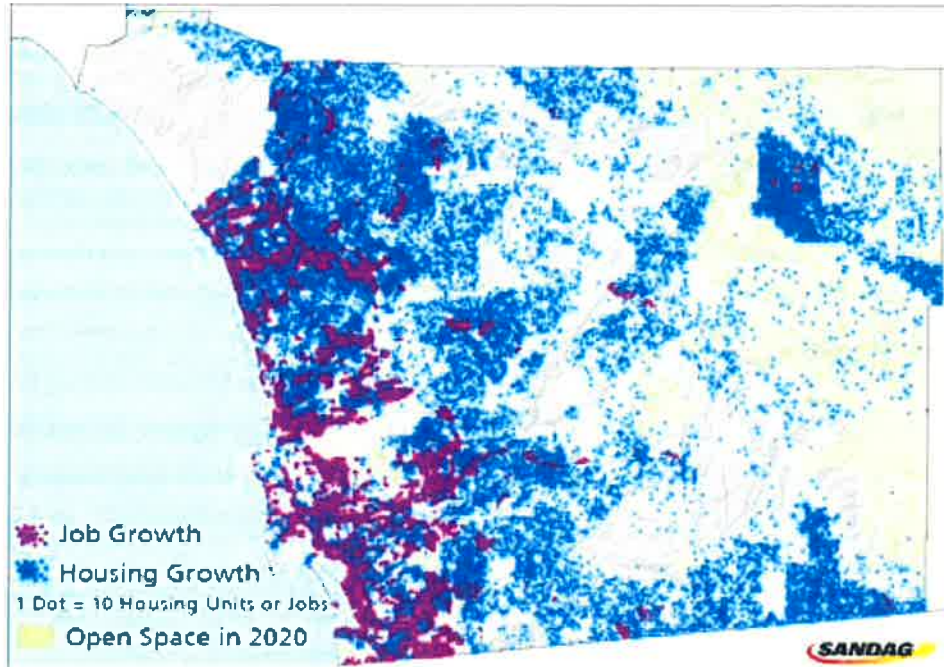 Job Growth
Housing Growth
1 Dot = 10 Housing Units or Jobs
Open Space in 2020
SANDAG